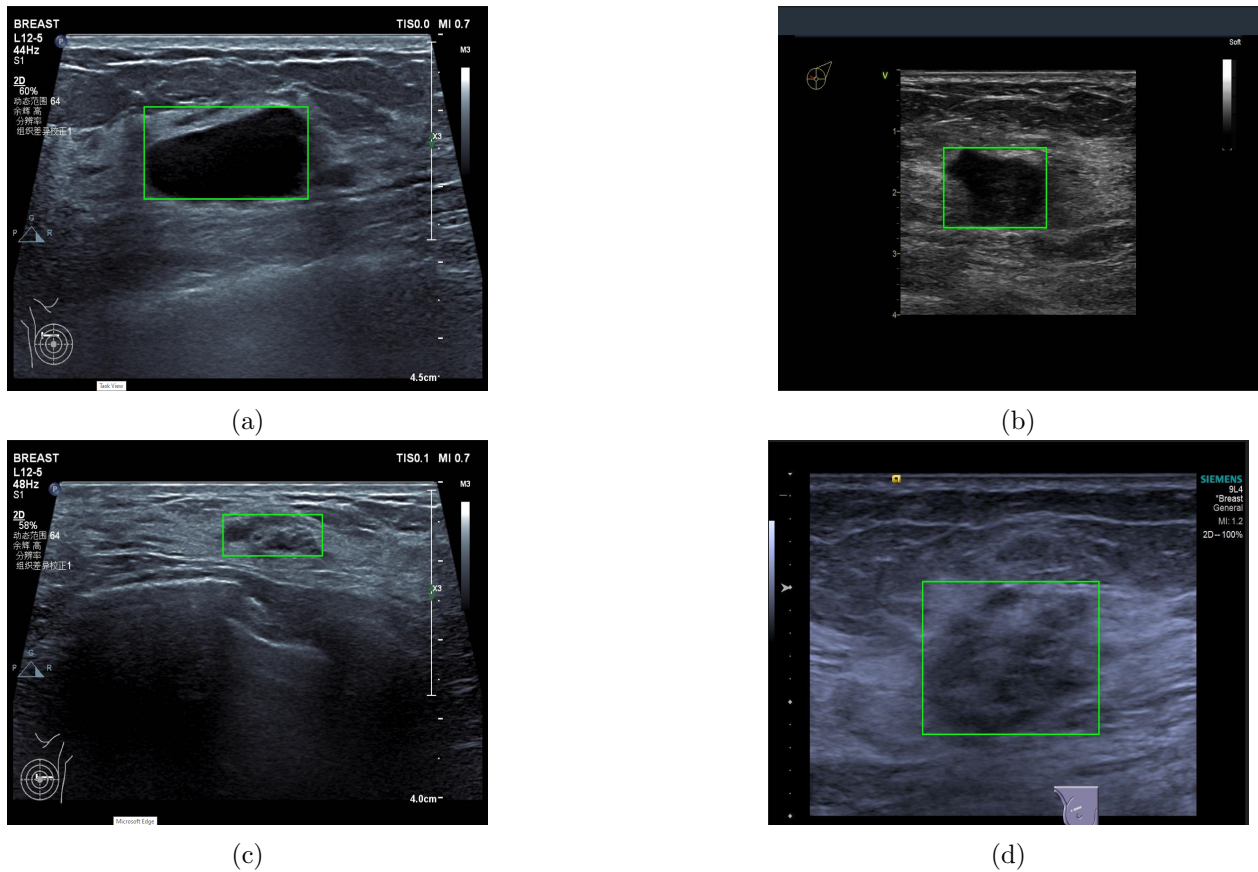 BREAST
TIS0.0 MI 0.7
L12-5
44Hz
S1
M3
2D
60%
动态范围 64
余辉 高
分辨率
组织差异校正1
X3
G
P R
4.5cm
Task View
(a)
Soft
V
1
2
3
4
(b)
BREAST
TIS0.1 MI 0.7
L12-5
48Hz
S1
M3
2D
58%
动态范围 64
余辉 高
分辨率
组织差异校正1
X3
G
P R
4.0cm
Microsoft Edge
(c)
SIEMENS
9L4
*Breast
General
MI: 1.2
2D--100%
(d)